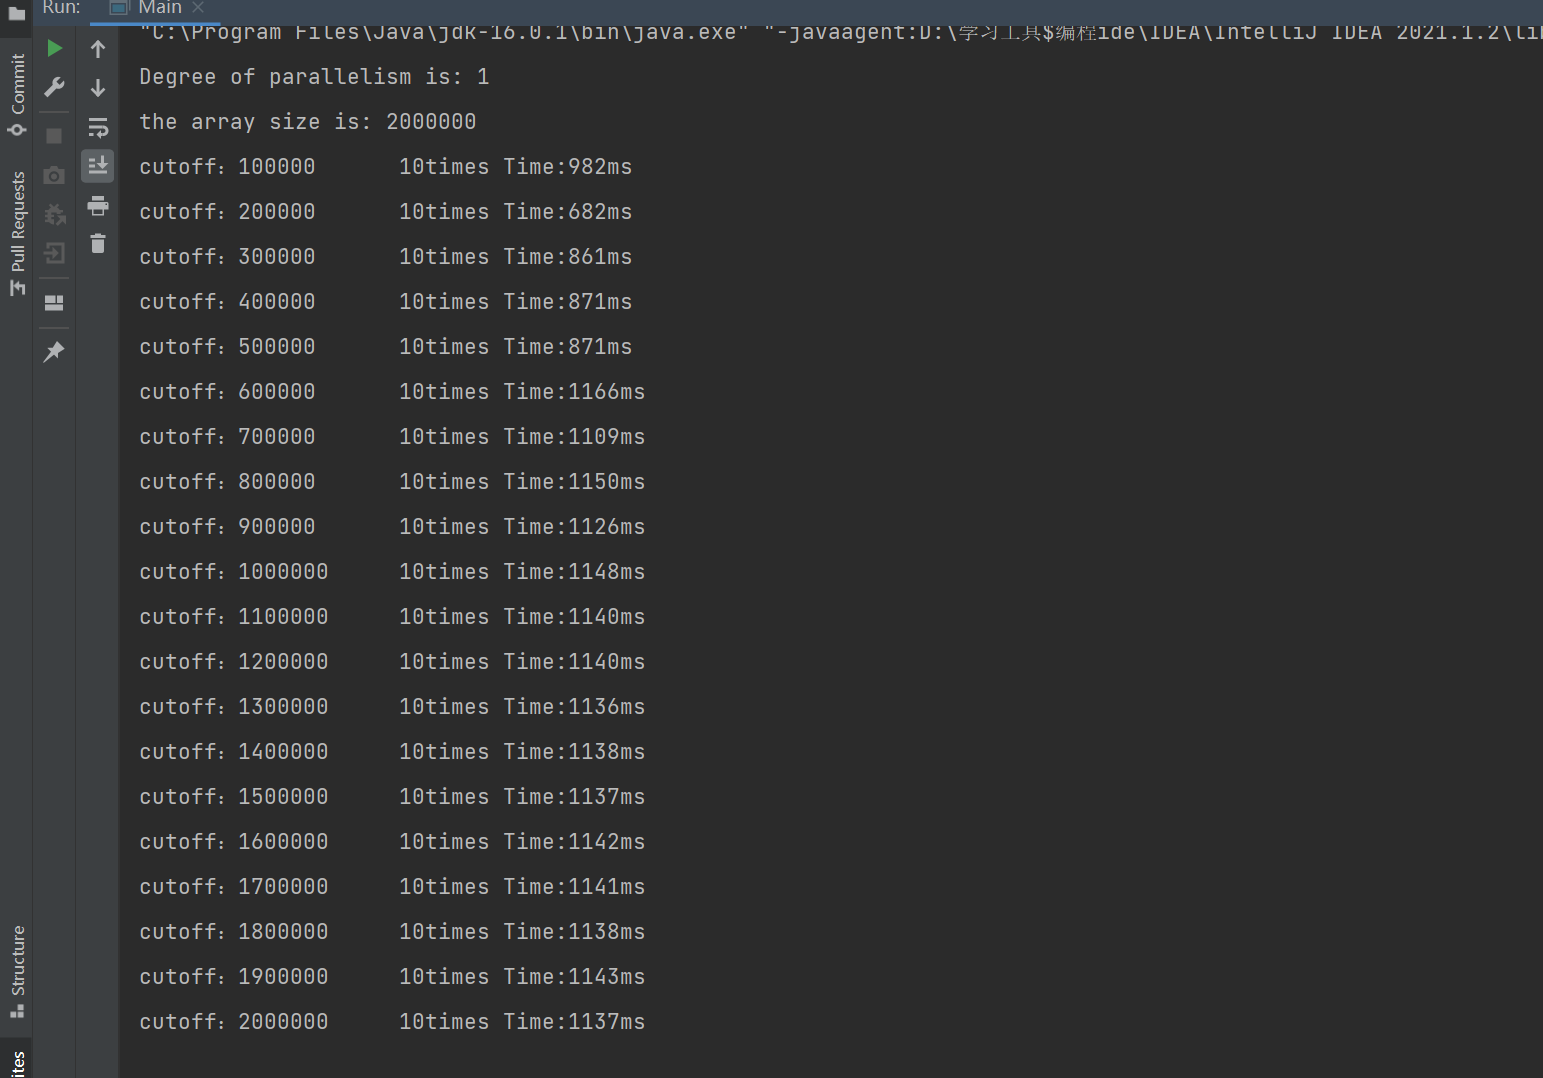 Run: Main
"C:\Program Files\Java\jdk-16.0.1\bin\java.exe" "-javaagent:D:\学习工具$编程ide\IDEA\IntelliJ IDEA 2021.1.2\li
Degree of parallelism is: 1
the array size is: 2000000
cutoff：100000 10times Time:982ms
cutoff：200000 10times Time:682ms
cutoff：300000 10times Time:861ms
cutoff：400000 10times Time:871ms
cutoff：500000 10times Time:871ms
cutoff：600000 10times Time:1166ms
cutoff：700000 10times Time:1109ms
cutoff：800000 10times Time:1150ms
cutoff：900000 10times Time:1126ms
cutoff：1000000 10times Time:1148ms
cutoff：1100000 10times Time:1140ms
cutoff：1200000 10times Time:1140ms
cutoff：1300000 10times Time:1136ms
cutoff：1400000 10times Time:1138ms
cutoff：1500000 10times Time:1137ms
cutoff：1600000 10times Time:1142ms
cutoff：1700000 10times Time:1141ms
cutoff：1800000 10times Time:1138ms
cutoff：1900000 10times Time:1143ms
cutoff：2000000 10times Time:1137ms
Commit
Pull Requests
Structure
ites